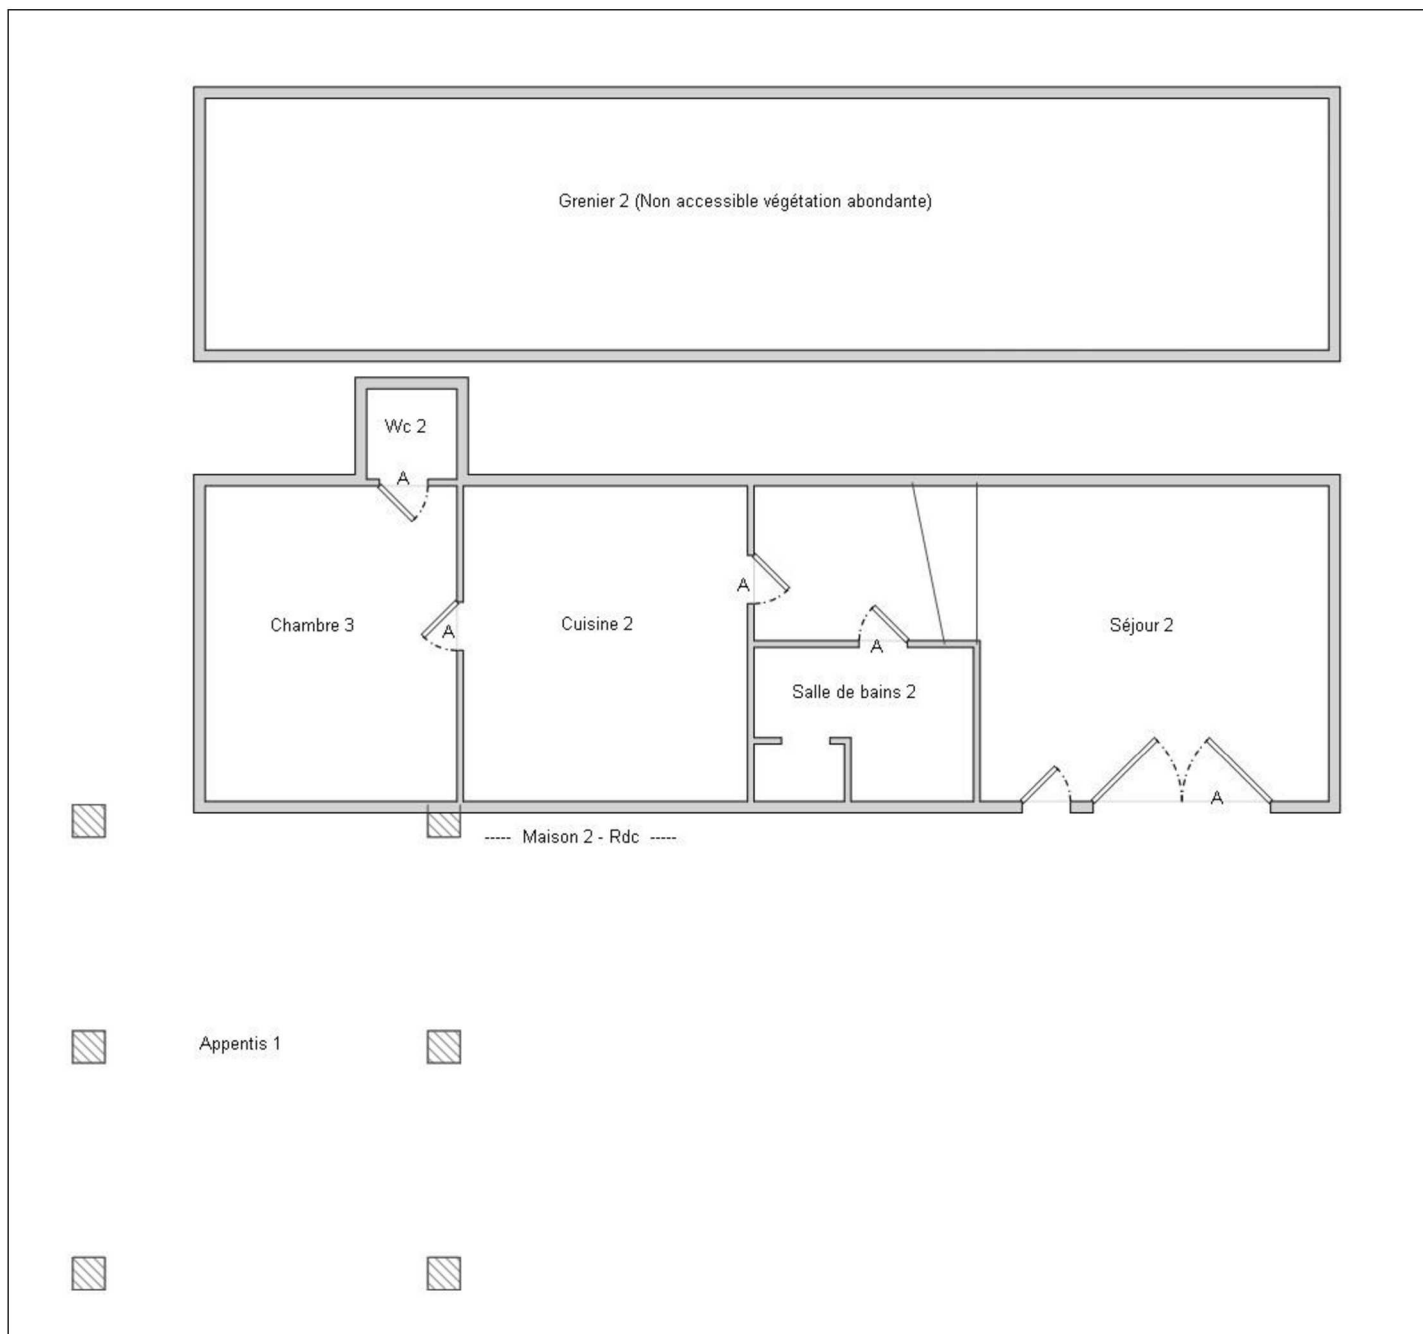 Grenier 2 (Non accessible végétation abondante)
Wc 2
A
A
Chambre 3
A
Cuisine 2
Séjour 2
A
Salle de bains 2
A
----- Maison 2 - Rdc -----
Appentis 1